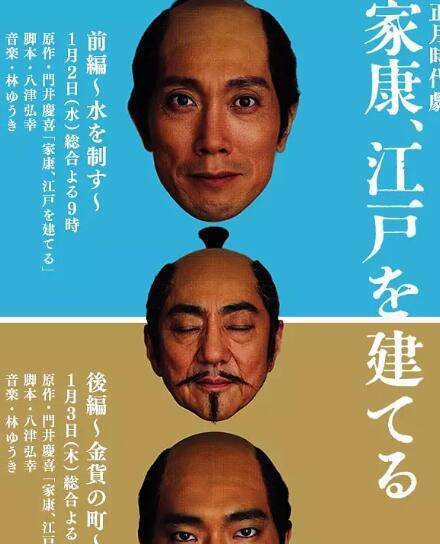 正月時代劇
家康、江戸を建てる
前編〜水を制す〜
1月2日(水)総合よる9時
原作・門井慶喜「家康、江戸を建てる」
脚本・八津弘幸
音楽・林ゆうき
後編〜金貨の町〜
1月3日(木)総合よる
原作・門井慶喜「家康、江戸
脚本・八津弘幸
音楽・林ゆうき